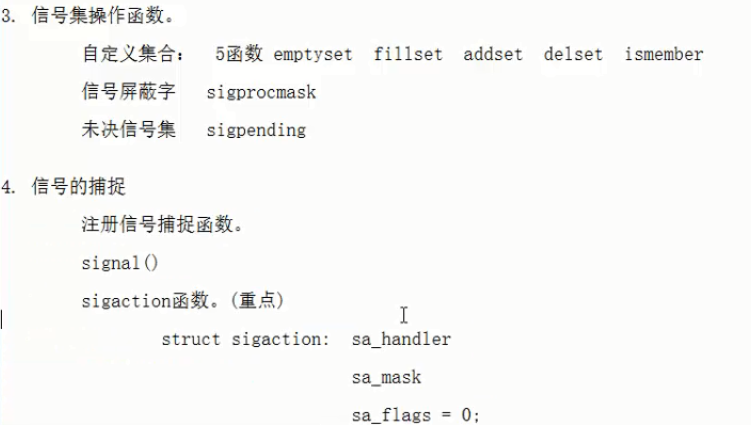 3. 信号集操作函数。
自定义集合： 5函数 emptyset fillset addset delset ismember
信号屏蔽字 sigprocmask
未决信号集 sigpending
4. 信号的捕捉
注册信号捕捉函数。
signal()
sigaction函数。(重点)
struct sigaction: sa_handler
sa_mask
sa_flags = 0;